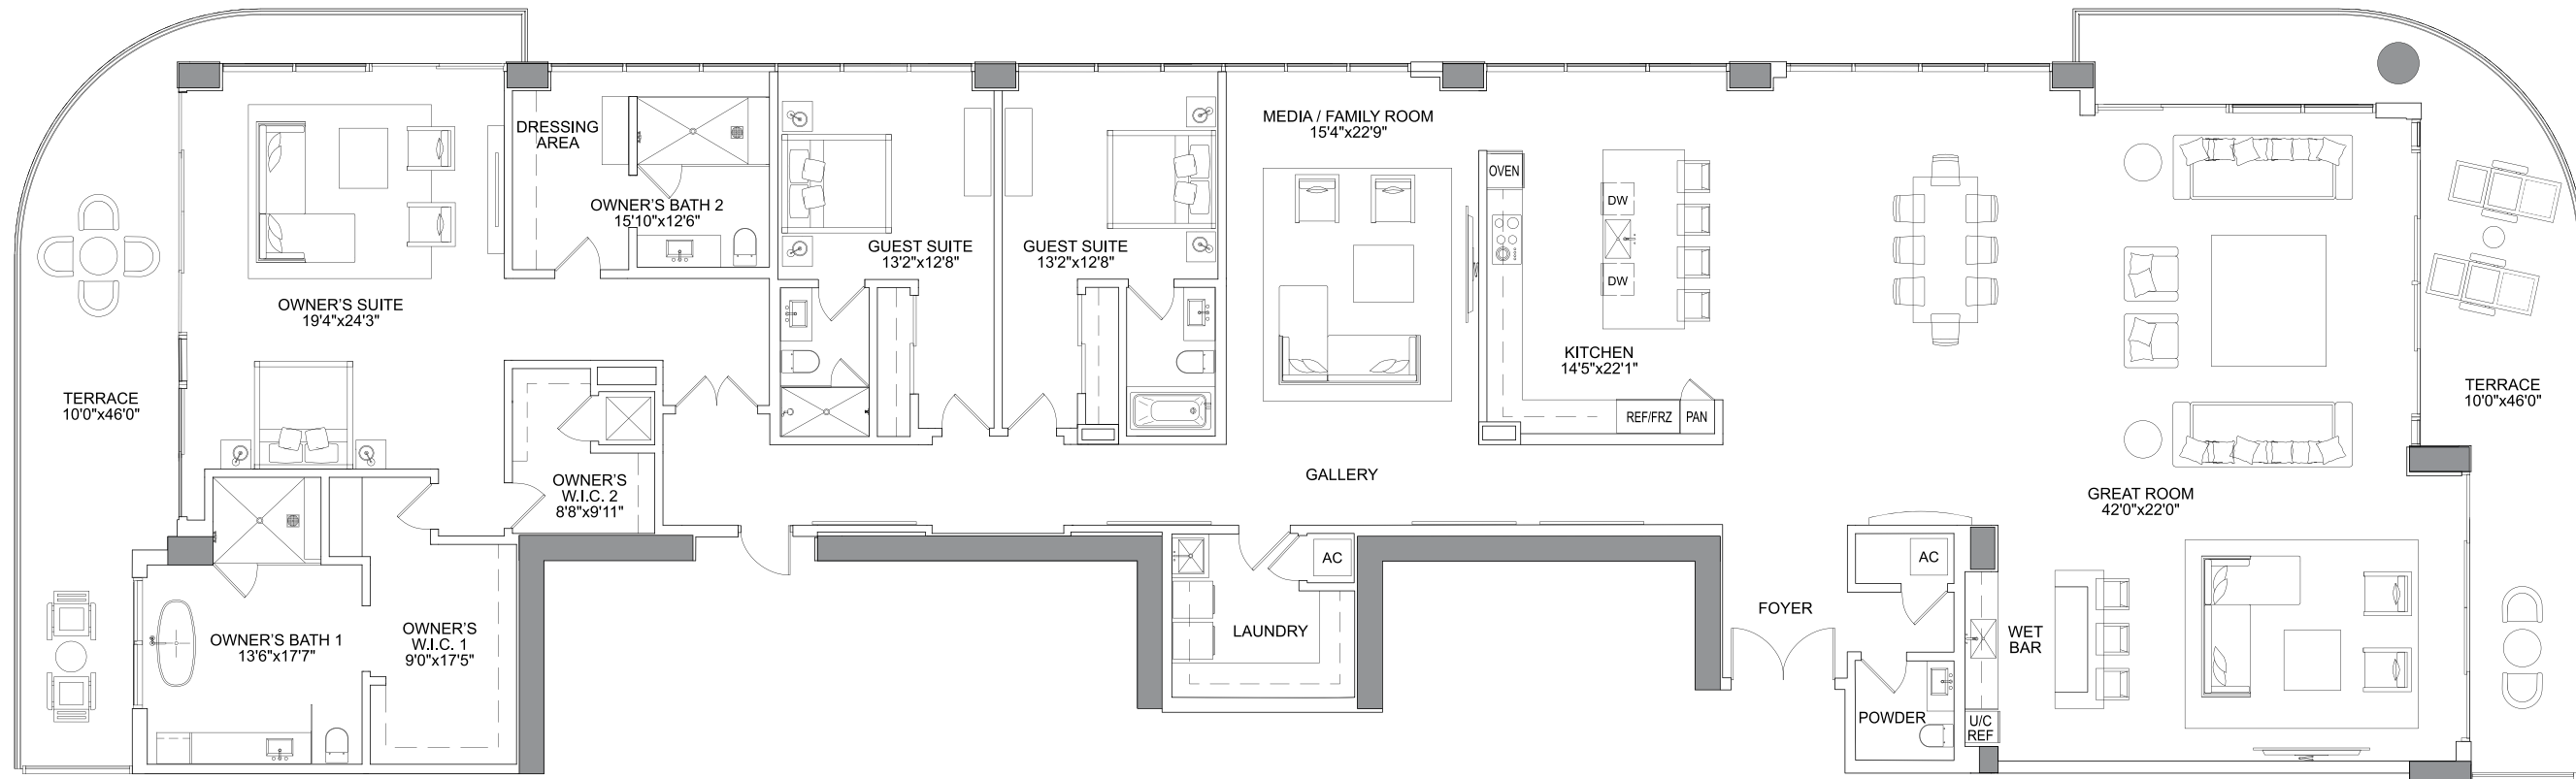 DRESSING
AREA
OWNER'S BATH 2
15'10"x12'6"
GUEST SUITE
13'2"x12'8"
GUEST SUITE
13'2"x12'8"
MEDIA / FAMILY ROOM
15'4"x22'9"
OVEN
DW
DW
KITCHEN
14'5"x22'1"
REF/FRZ
PAN
OWNER'S SUITE
19'4"x24'3"
TERRACE
10'0"x46'0"
TERRACE
10'0"x46'0"
OWNER'S
W.I.C. 2
8'8"x9'11"
GALLERY
GREAT ROOM
42'0"x22'0"
AC
AC
OWNER'S BATH 1
13'6"x17'7"
OWNER'S
W.I.C. 1
9'0"x17'5"
LAUNDRY
FOYER
WET
BAR
POWDER
U/C
REF